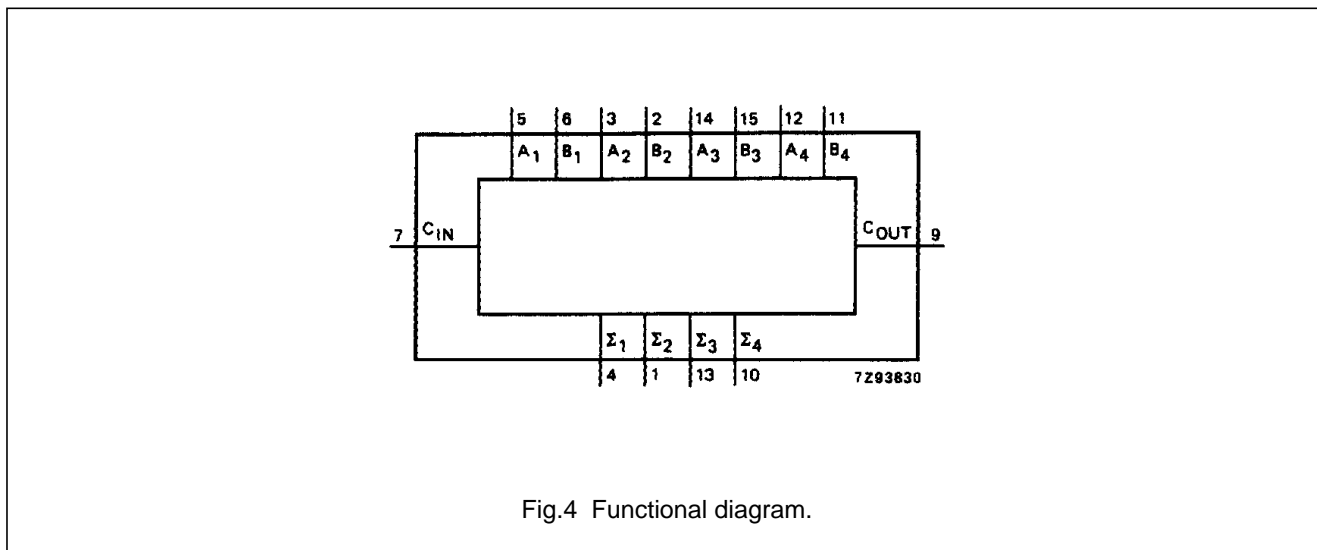 5 6 3 2 14 15 12 11
A1 B1 A2 B2 A3 B3 A4 B4
7 CIN COUT 9
Σ1 Σ2 Σ3 Σ4
4 1 13 10 7Z93830
Fig.4 Functional diagram.